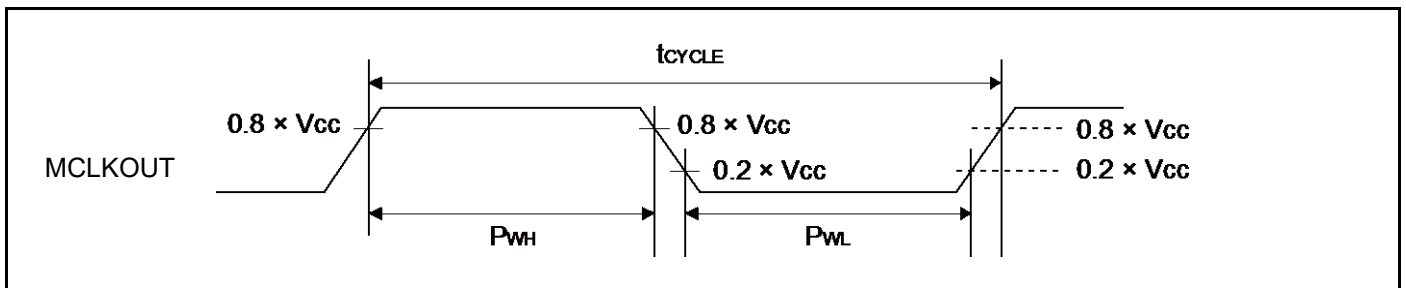 tCYCLE
0.8 × Vcc
0.8 × Vcc
0.8 × Vcc
MCLKOUT
0.2 × Vcc
0.2 × Vcc
PWH
PWL